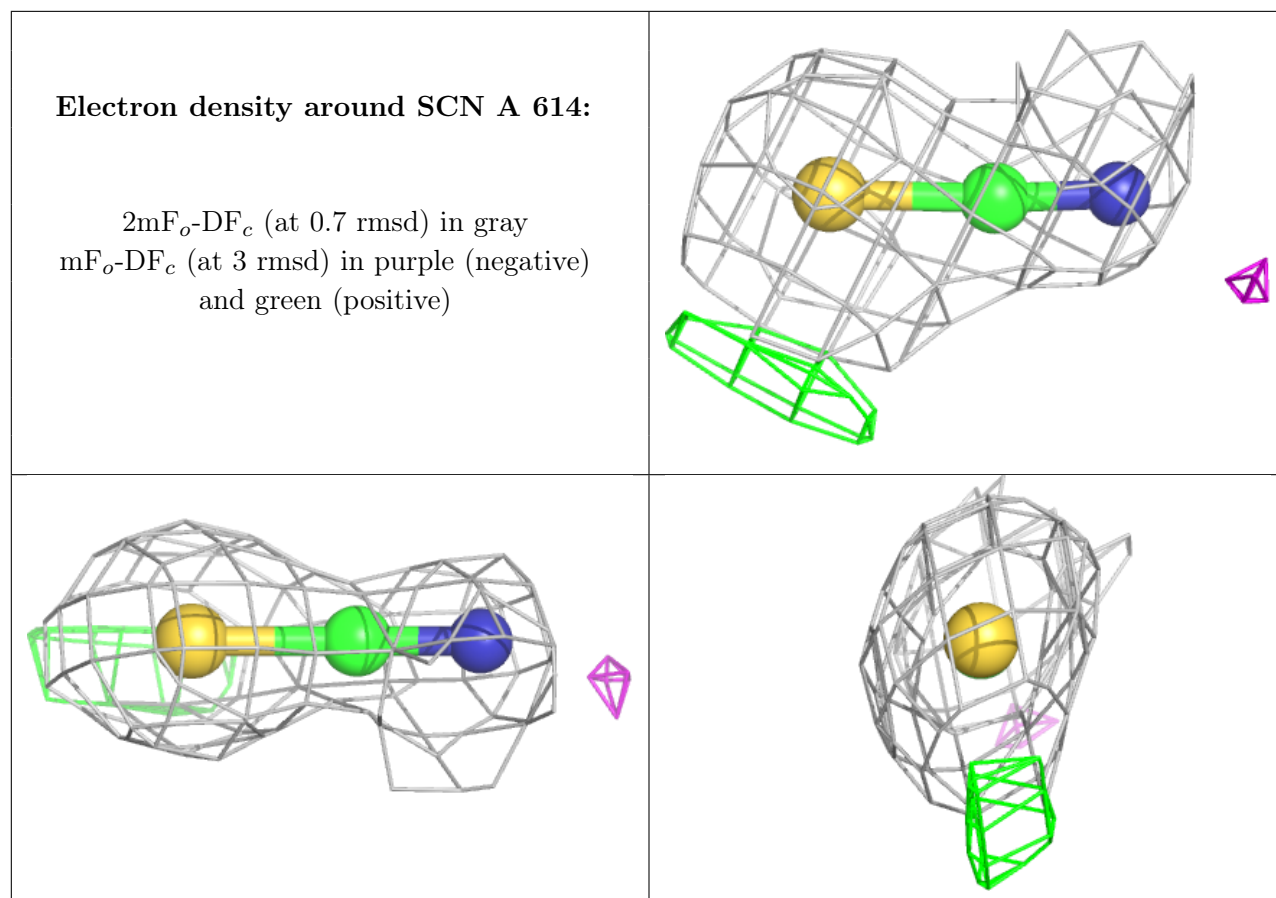 Electron density around SCN A 614:
2mFo-DFc (at 0.7 rmsd) in gray
mFo-DFc (at 3 rmsd) in purple (negative)
and green (positive)